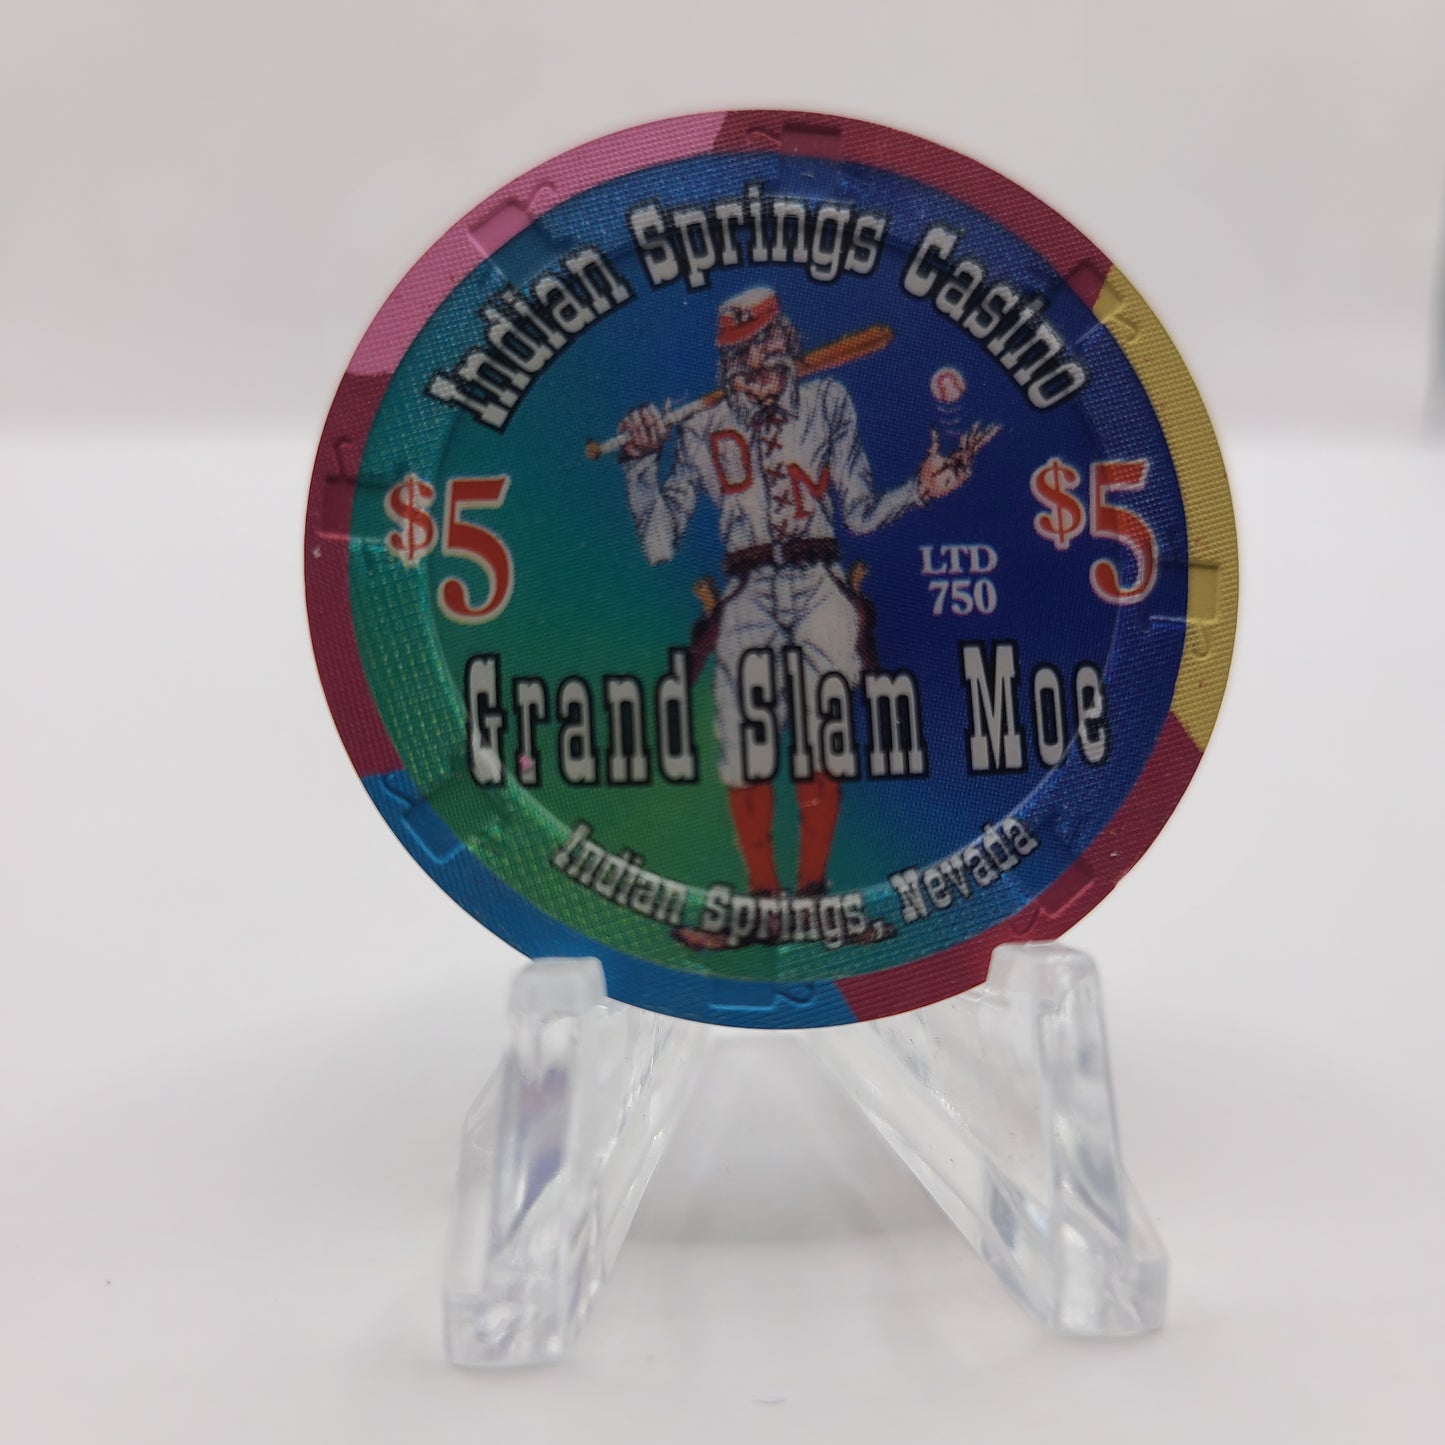 Indian Springs Casino
D M
$5
$5
LTD
750
Grand Slam Moe
Indian Springs, Nevada